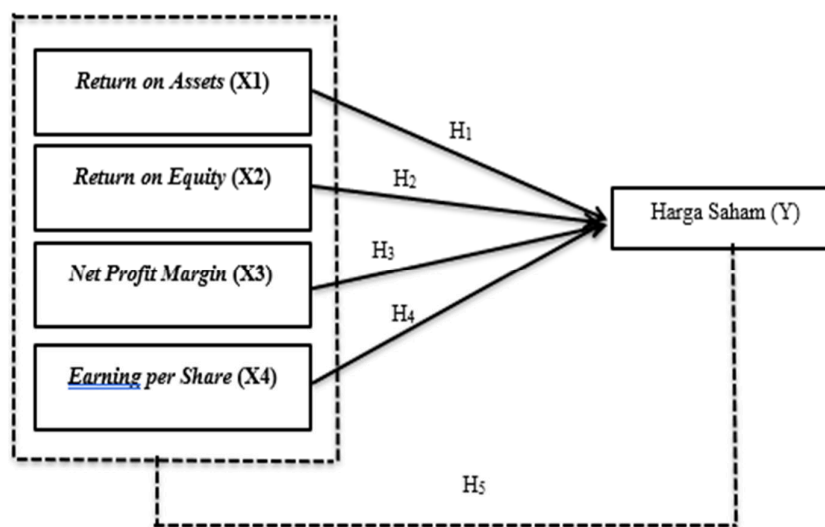 Return on Assets (X1)
H₁
Return on Equity (X2)
H₂
Harga Saham (Y)
Net Profit Margin (X3)
H₃
H₄
Earning per Share (X4)
H₅